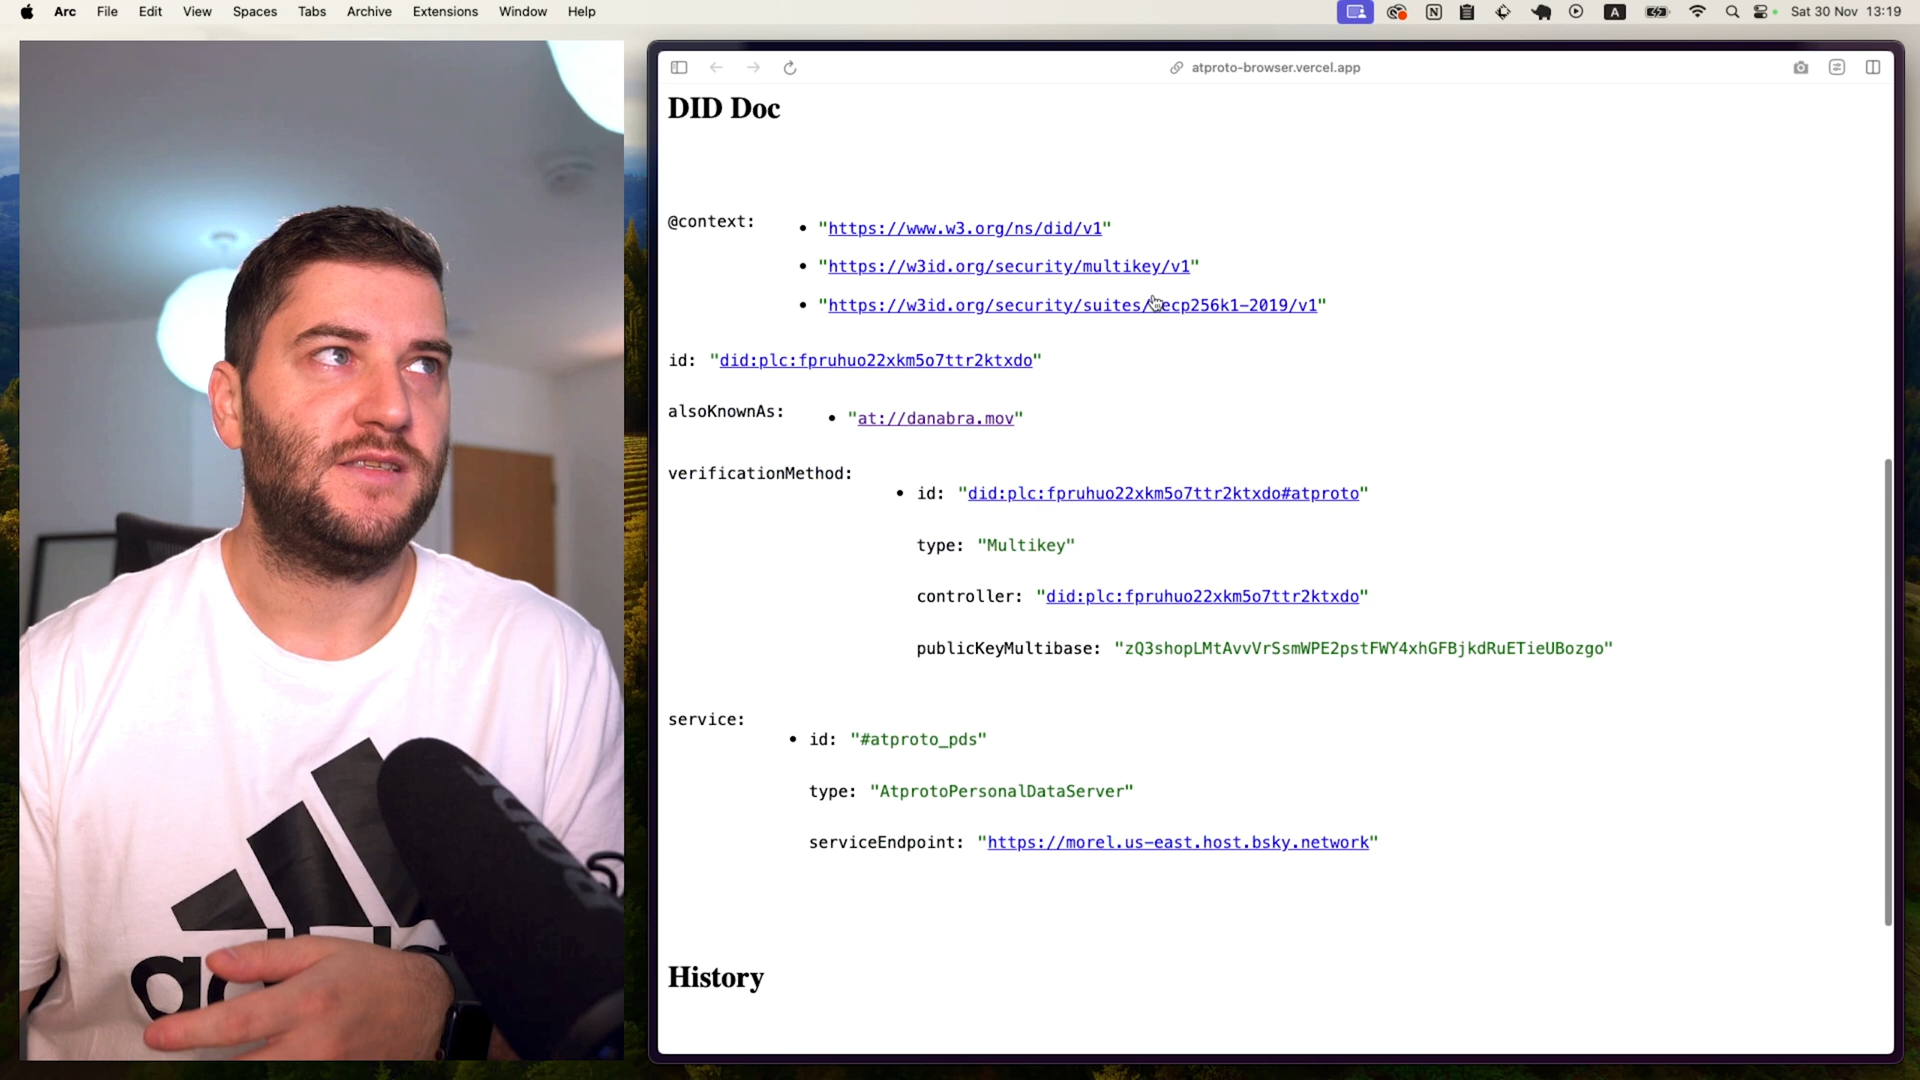 Arc File Edit View Spaces Tabs Archive Extensions Window Help
A
Sat 30 Nov 13:19
atproto-browser.vercel.app
DID Doc
@context:
• "https://www.w3.org/ns/did/v1"
• "https://w3id.org/security/multikey/v1"
• "https://w3id.org/security/suites/secp256k1-2019/v1"
id: "did:plc:fpruhuo22xkm5o7ttr2ktxdo"
alsoKnownAs:
• "at://danabra.mov"
verificationMethod:
• id: "did:plc:fpruhuo22xkm5o7ttr2ktxdo#atproto"
type: "Multikey"
controller: "did:plc:fpruhuo22xkm5o7ttr2ktxdo"
publicKeyMultibase: "zQ3shopLMtAvvVrSsmWPE2pstFWY4xhGFBjkdRuETieUBozgo"
service:
• id: "#atproto_pds"
type: "AtprotoPersonalDataServer"
serviceEndpoint: "https://morel.us-east.host.bsky.network"
History